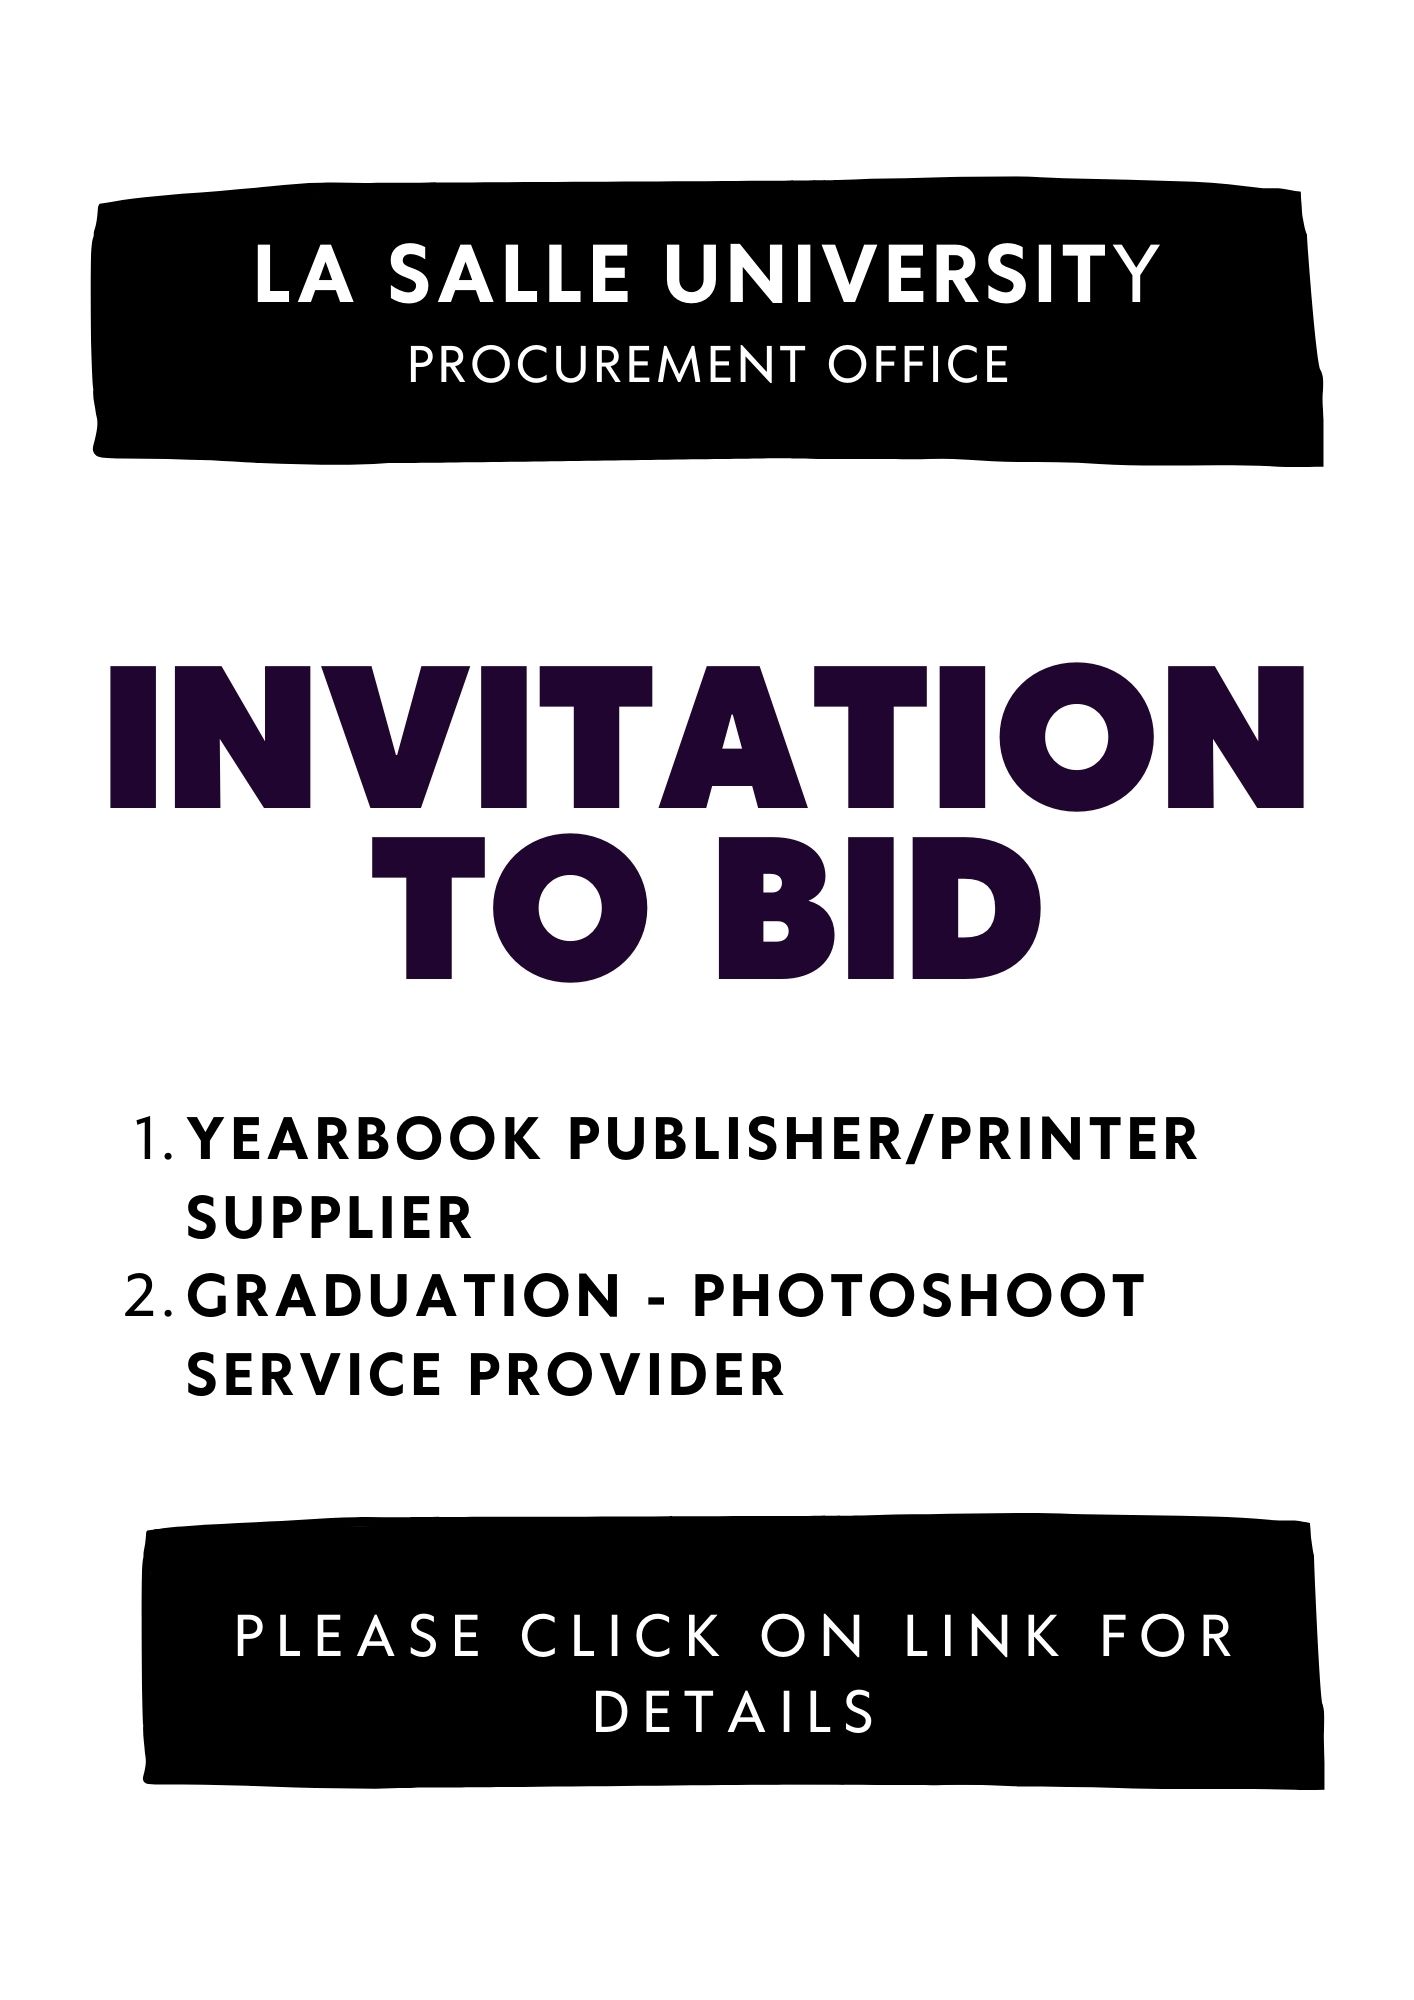 LA SALLE UNIVERSITY
PROCUREMENT OFFICE
INVITATION
TO BID
1. YEARBOOK PUBLISHER/PRINTER
SUPPLIER
2. GRADUATION - PHOTOSHOOT
SERVICE PROVIDER
PLEASE CLICK ON LINK FOR
DETAILS